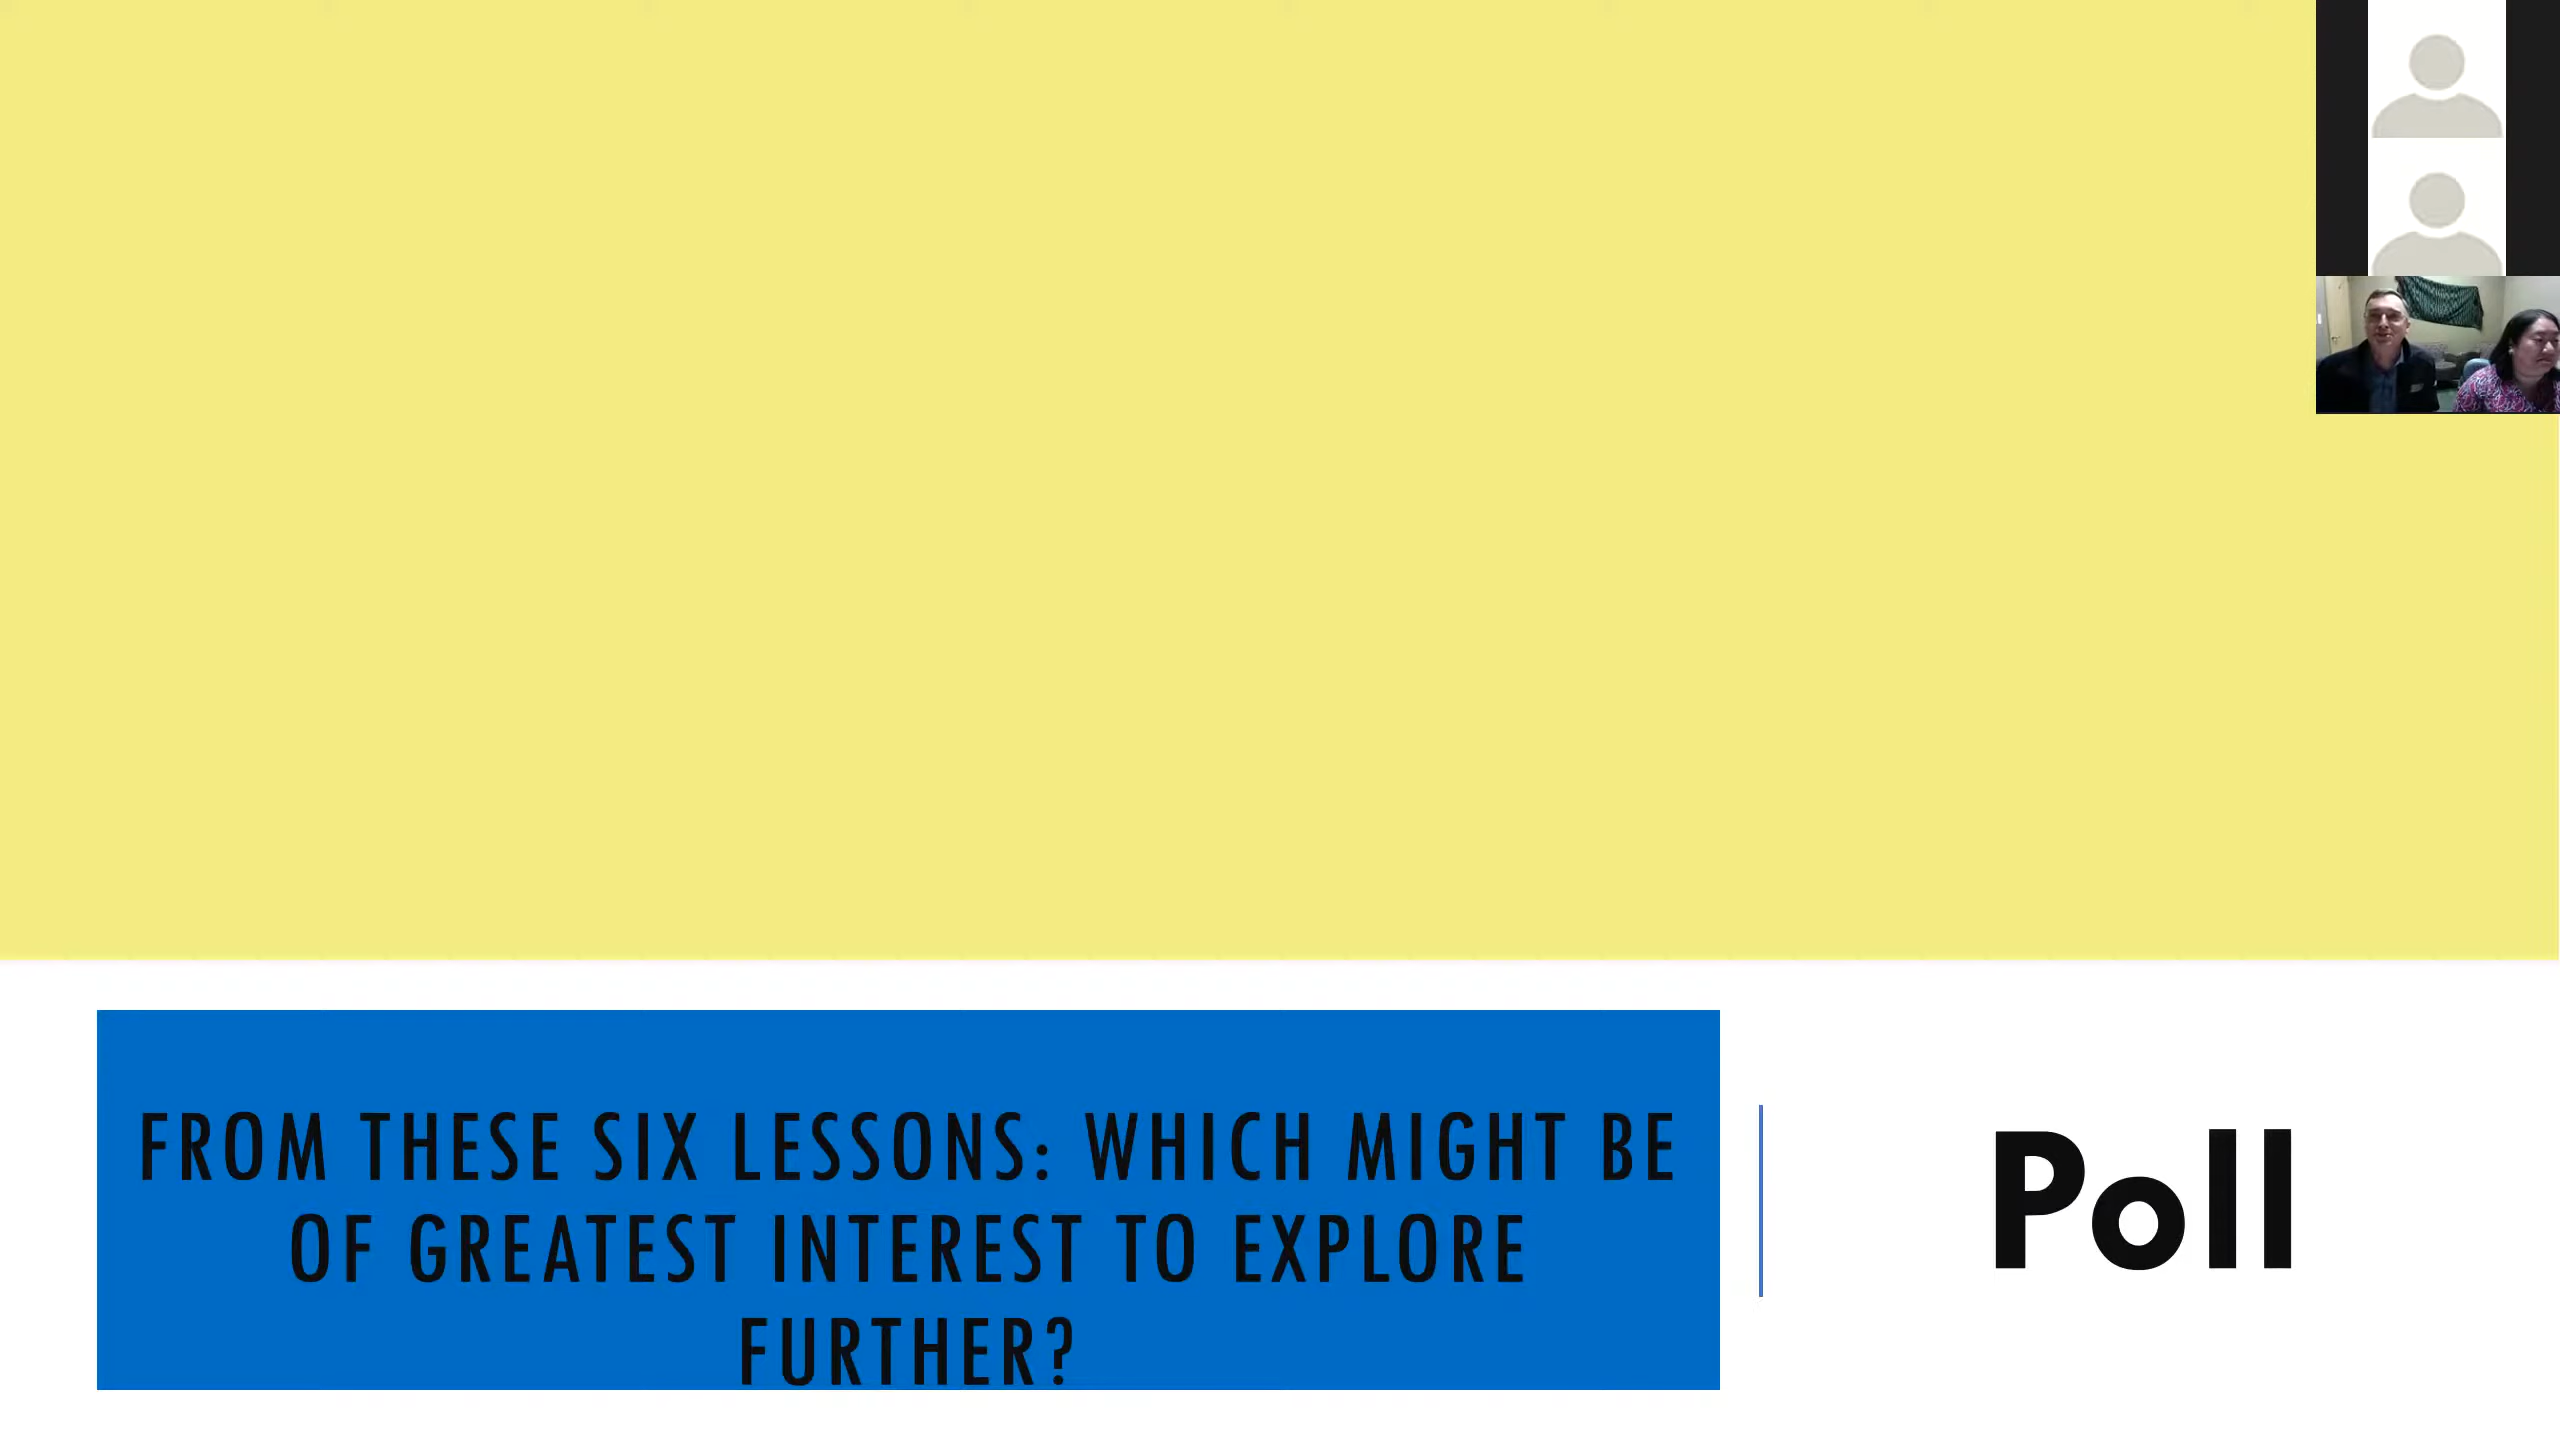 FROM THESE SIX LESSONS: WHICH MIGHT BE
OF GREATEST INTEREST TO EXPLORE
FURTHER?
Poll